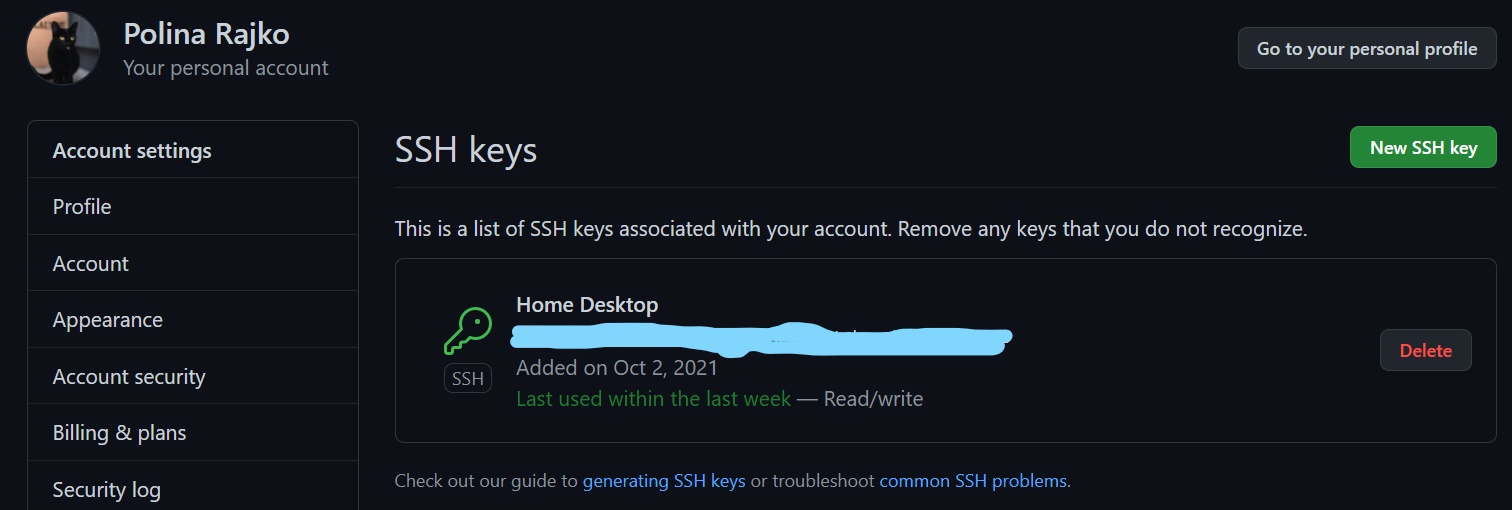 Polina Rajko
Your personal account
Go to your personal profile
Account settings
Profile
Account
Appearance
Account security
Billing & plans
Security log
SSH keys
New SSH key
This is a list of SSH keys associated with your account. Remove any keys that you do not recognize.
Home Desktop
SSH
Added on Oct 2, 2021
Last used within the last week — Read/write
Delete
Check out our guide to generating SSH keys or troubleshoot common SSH problems.